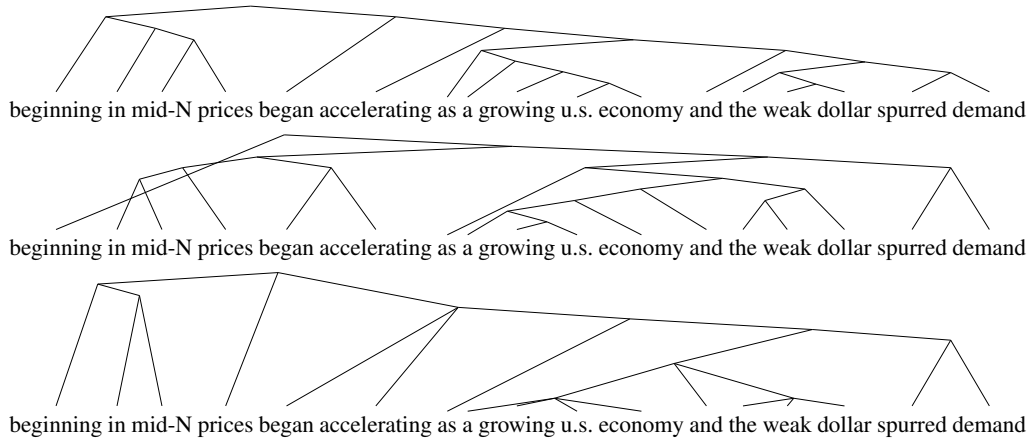 beginning in mid-N prices began accelerating as a growing u.s. economy and the weak dollar spurred demand
beginning in mid-N prices began accelerating as a growing u.s. economy and the weak dollar spurred demand
beginning in mid-N prices began accelerating as a growing u.s. economy and the weak dollar spurred demand